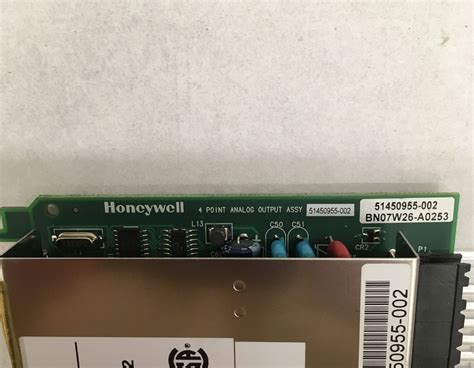 Honeywell
4 POINT ANALOG OUTPUT ASSY
51450955-002
51450955-002
BN07W26-A0253
L13
C50
C51
CR2
P1
50955-002
2